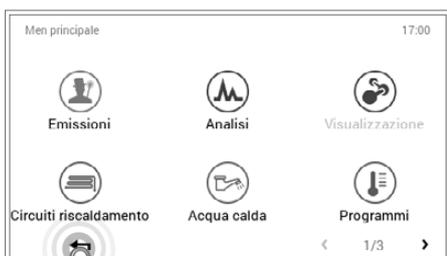 Men principale 17:00
Emissioni Analisi Visualizzazione
Circuiti riscaldamento Acqua calda Programmi
1/3